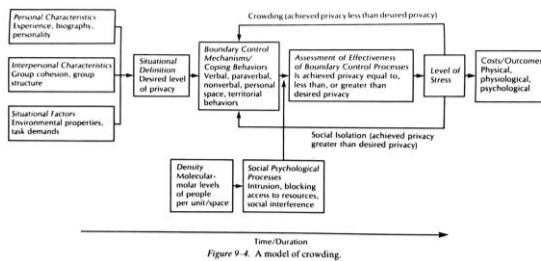 Crowding (achieved privacy less than desired privacy)
Personal Characteristics
Experience, biography,
personality
Interpersonal Characteristics
Group cohesion, group
structure
Situational Factors
Environmental properties,
task demands
Situational
Definition
Desired level
of privacy
Boundary Control
Mechanisms/
Coping Behaviors
Verbal, paraverbal,
nonverbal, personal
space, territorial
behaviors
Assessment of Effectiveness
of Boundary Control Processes
Is achieved privacy equal to,
less than, or greater than
desired privacy
Level of
Stress
Costs/Outcomes
Physical,
physiological,
psychological
Social Isolation (achieved privacy
greater than desired privacy)
Density
Molecular-
molar levels
of people
per unit/space
Social Psychological
Processes
Intrusion, blocking
access to resources,
social interference
Time/Duration
Figure 9–4. A model of crowding.